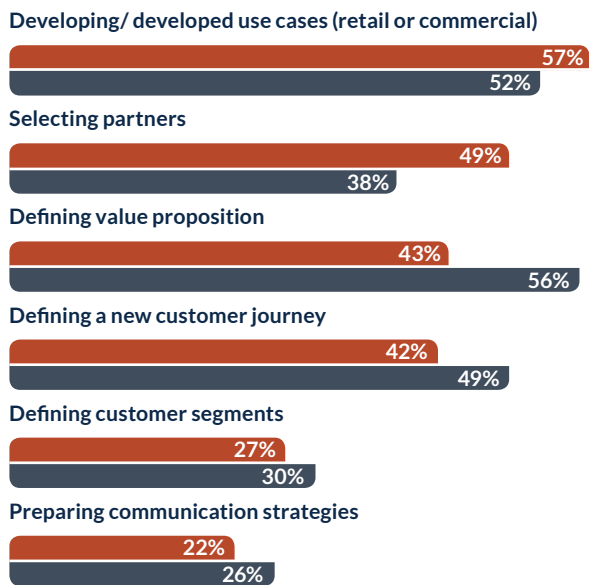 Developing/ developed use cases (retail or commercial)
57%
52%
Selecting partners
49%
38%
Defining value proposition
43%
56%
Defining a new customer journey
42%
49%
Defining customer segments
27%
30%
Preparing communication strategies
22%
26%